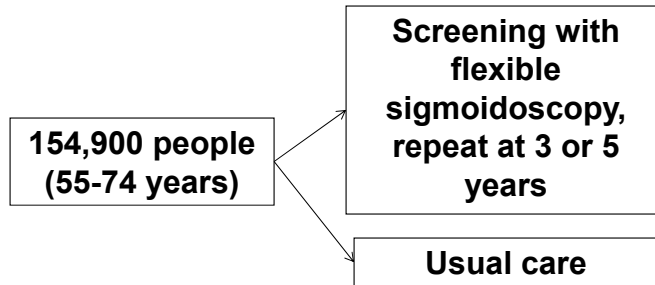 Screening with
flexible
sigmoidoscopy,
repeat at 3 or 5
years
154,900 people
(55-74 years)
Usual care